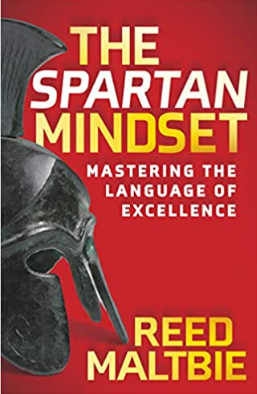 THE
SPARTAN
MINDSET
MASTERING THE
LANGUAGE OF
EXCELLENCE
REED
MALTBIE